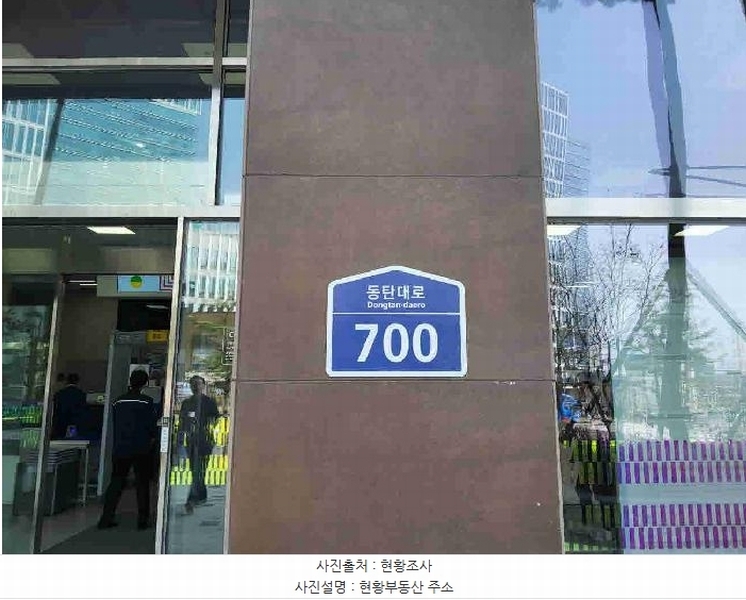 동탄대로
Dongtan-daero
700
사진출처 : 현황조사
사진설명 : 현황부동산 주소